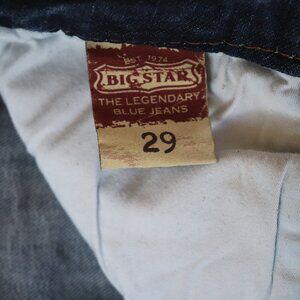 EST. 1974
BIG STAR
THE LEGENDARY
BLUE JEANS
29